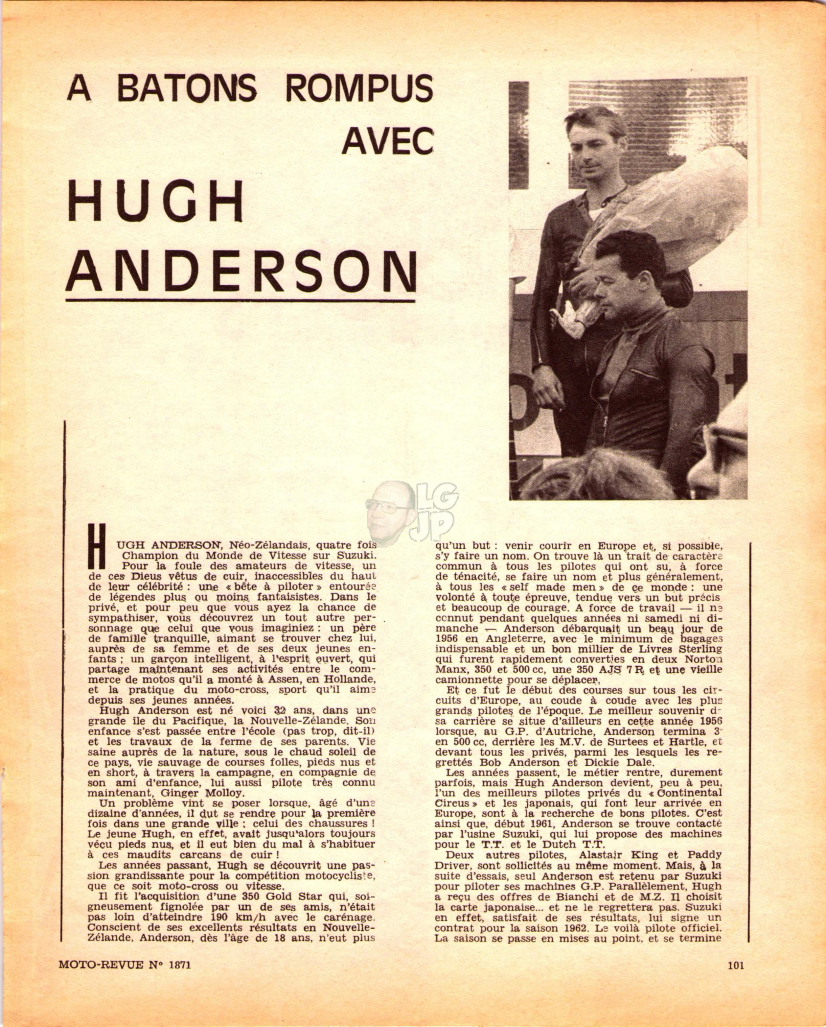 A BATONS ROMPUS
AVEC
HUGH
ANDERSON
LG
JP
HUGH ANDERSON, Néo-Zélandais, quatre fois
Champion du Monde de Vitesse sur Suzuki.
Pour la foule des amateurs de vitesse, un
de ces Dieux vêtus de cuir, inaccessibles du haut
de leur célébrité : une « bête à piloter » entourée
de légendes plus ou moins fantaisistes. Dans le
privé, et pour peu que vous ayez la chance de
sympathiser, vous découvrez un tout autre per-
sonnage que celui que vous imaginiez : un père
de famille tranquille, aimant se trouver chez lui,
auprès de sa femme et de ses deux jeunes en-
fants ; un garçon intelligent, à l'esprit ouvert, qui
partage maintenant ses activités entre le com-
merce de motos qu'il a monté à Assen, en Hollande,
et la pratique du moto-cross, sport qu'il aime
depuis ses jeunes années.
Hugh Anderson est né voici 32 ans, dans une
grande île du Pacifique, la Nouvelle-Zélande. Son
enfance s'est passée entre l'école (pas trop, dit-il)
et les travaux de la ferme de ses parents. Vie
saine auprès de la nature, sous le chaud soleil de
ce pays, vie sauvage de courses folles, pieds nus et
en short, à travers la campagne, en compagnie de
son ami d'enfance, lui aussi pilote très connu
maintenant, Ginger Molloy.
Un problème vint se poser lorsque, âgé d'une
dizaine d'années, il dut se rendre pour la première
fois dans une grande ville ; celui des chaussures !
Le jeune Hugh, en effet, avait jusqu'alors toujours
vécu pieds nus, et il eut bien du mal à s'habituer
à ces maudits carcans de cuir !
Les années passant, Hugh se découvrit une pas-
sion grandissante pour la compétition motocycliste,
que ce soit moto-cross ou vitesse.
Il fit l'acquisition d'une 350 Gold Star qui, soi-
gneusement fignolée par un de ses amis, n'était
pas loin d'atteindre 190 km/h avec le carénage.
Conscient de ses excellents résultats en Nouvelle-
Zélande, Anderson, dès l'âge de 18 ans, n'eut plus
qu'un but : venir courir en Europe et, si possible,
s'y faire un nom. On trouve là un trait de caractère
commun à tous les pilotes qui ont su, à force
de ténacité, se faire un nom et plus généralement,
à tous les « self made men » de ce monde : une
volonté à toute épreuve, tendue vers un but précis
et beaucoup de courage. A force de travail — il ne
connut pendant quelques années ni samedi ni di-
manche — Anderson débarquait un beau jour de
1956 en Angleterre, avec le minimum de bagages
indispensable et un bon millier de Livres Sterling
qui furent rapidement converties en deux Norton
Manx, 350 et 500 cc, une 350 AJS 7 R et une vieille
camionnette pour se déplacer.
Et ce fut le début des courses sur tous les cir-
cuits d'Europe, au coude à coude avec les plus
grands pilotes de l'époque. Le meilleur souvenir de
sa carrière se situe d'ailleurs en cette année 1956
lorsque, au G.P. d'Autriche, Anderson termina 3e
en 500 cc, derrière les M.V. de Surtees et Hartle, et
devant tous les privés, parmi les lesquels les re-
grettés Bob Anderson et Dickie Dale.
Les années passent, le métier rentre, durement
parfois, mais Hugh Anderson devient, peu à peu,
l'un des meilleurs pilotes privés du « Continental
Circus » et les japonais, qui font leur arrivée en
Europe, sont à la recherche de bons pilotes. C'est
ainsi que, début 1961, Anderson se trouve contacté
par l'usine Suzuki, qui lui propose des machines
pour le T.T. et le Dutch T.T.
Deux autres pilotes, Alastair King et Paddy
Driver, sont sollicités au même moment. Mais, à la
suite d'essais, seul Anderson est retenu par Suzuki
pour piloter ses machines G.P. Parallèlement, Hugh
a reçu des offres de Bianchi et de M.Z. Il choisit
la carte japonaise... et ne le regrettera pas. Suzuki
en effet, satisfait de ses résultats, lui signe un
contrat pour la saison 1962. Le voilà pilote officiel.
La saison se passe en mises au point, et se termine
MOTO-REVUE N° 1871
101